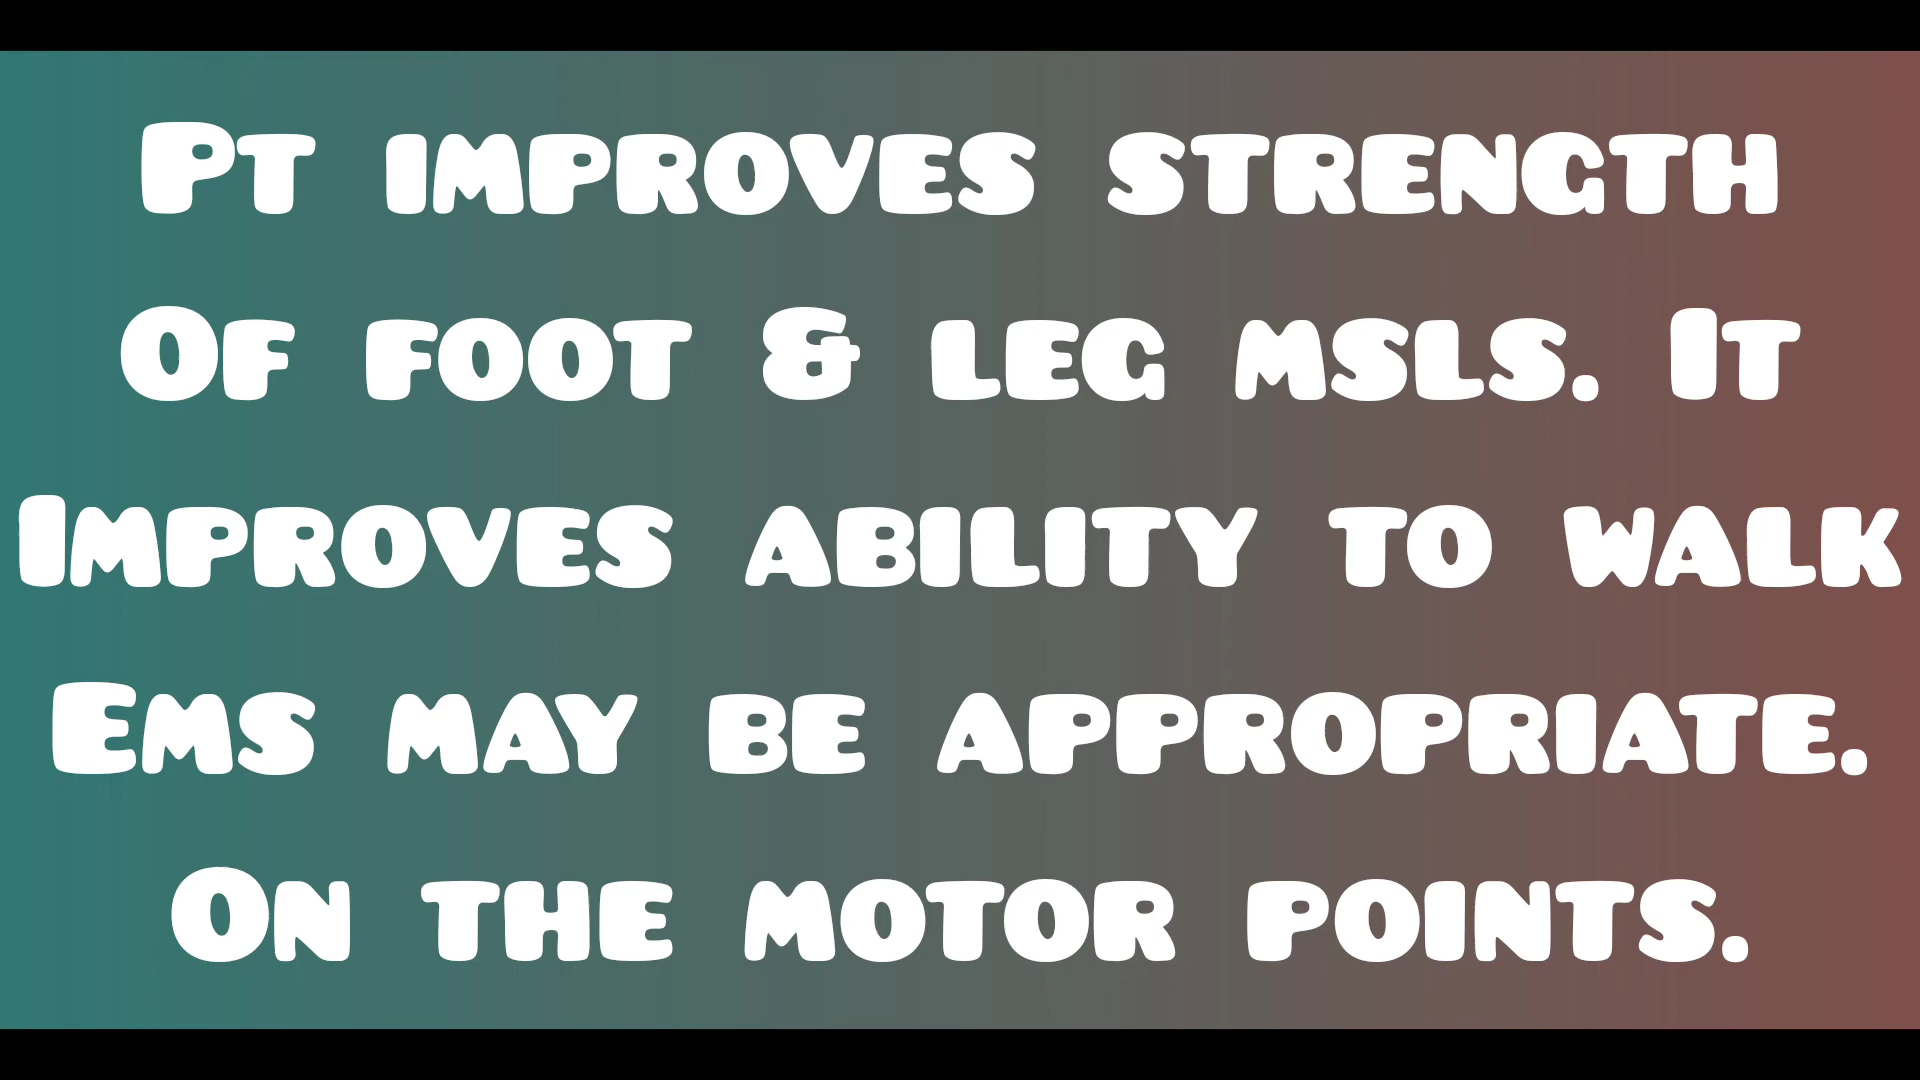 Pt improves strength
Of foot & leg msls. It
Improves ability to walk
Ems may be appropriate.
On the motor points.